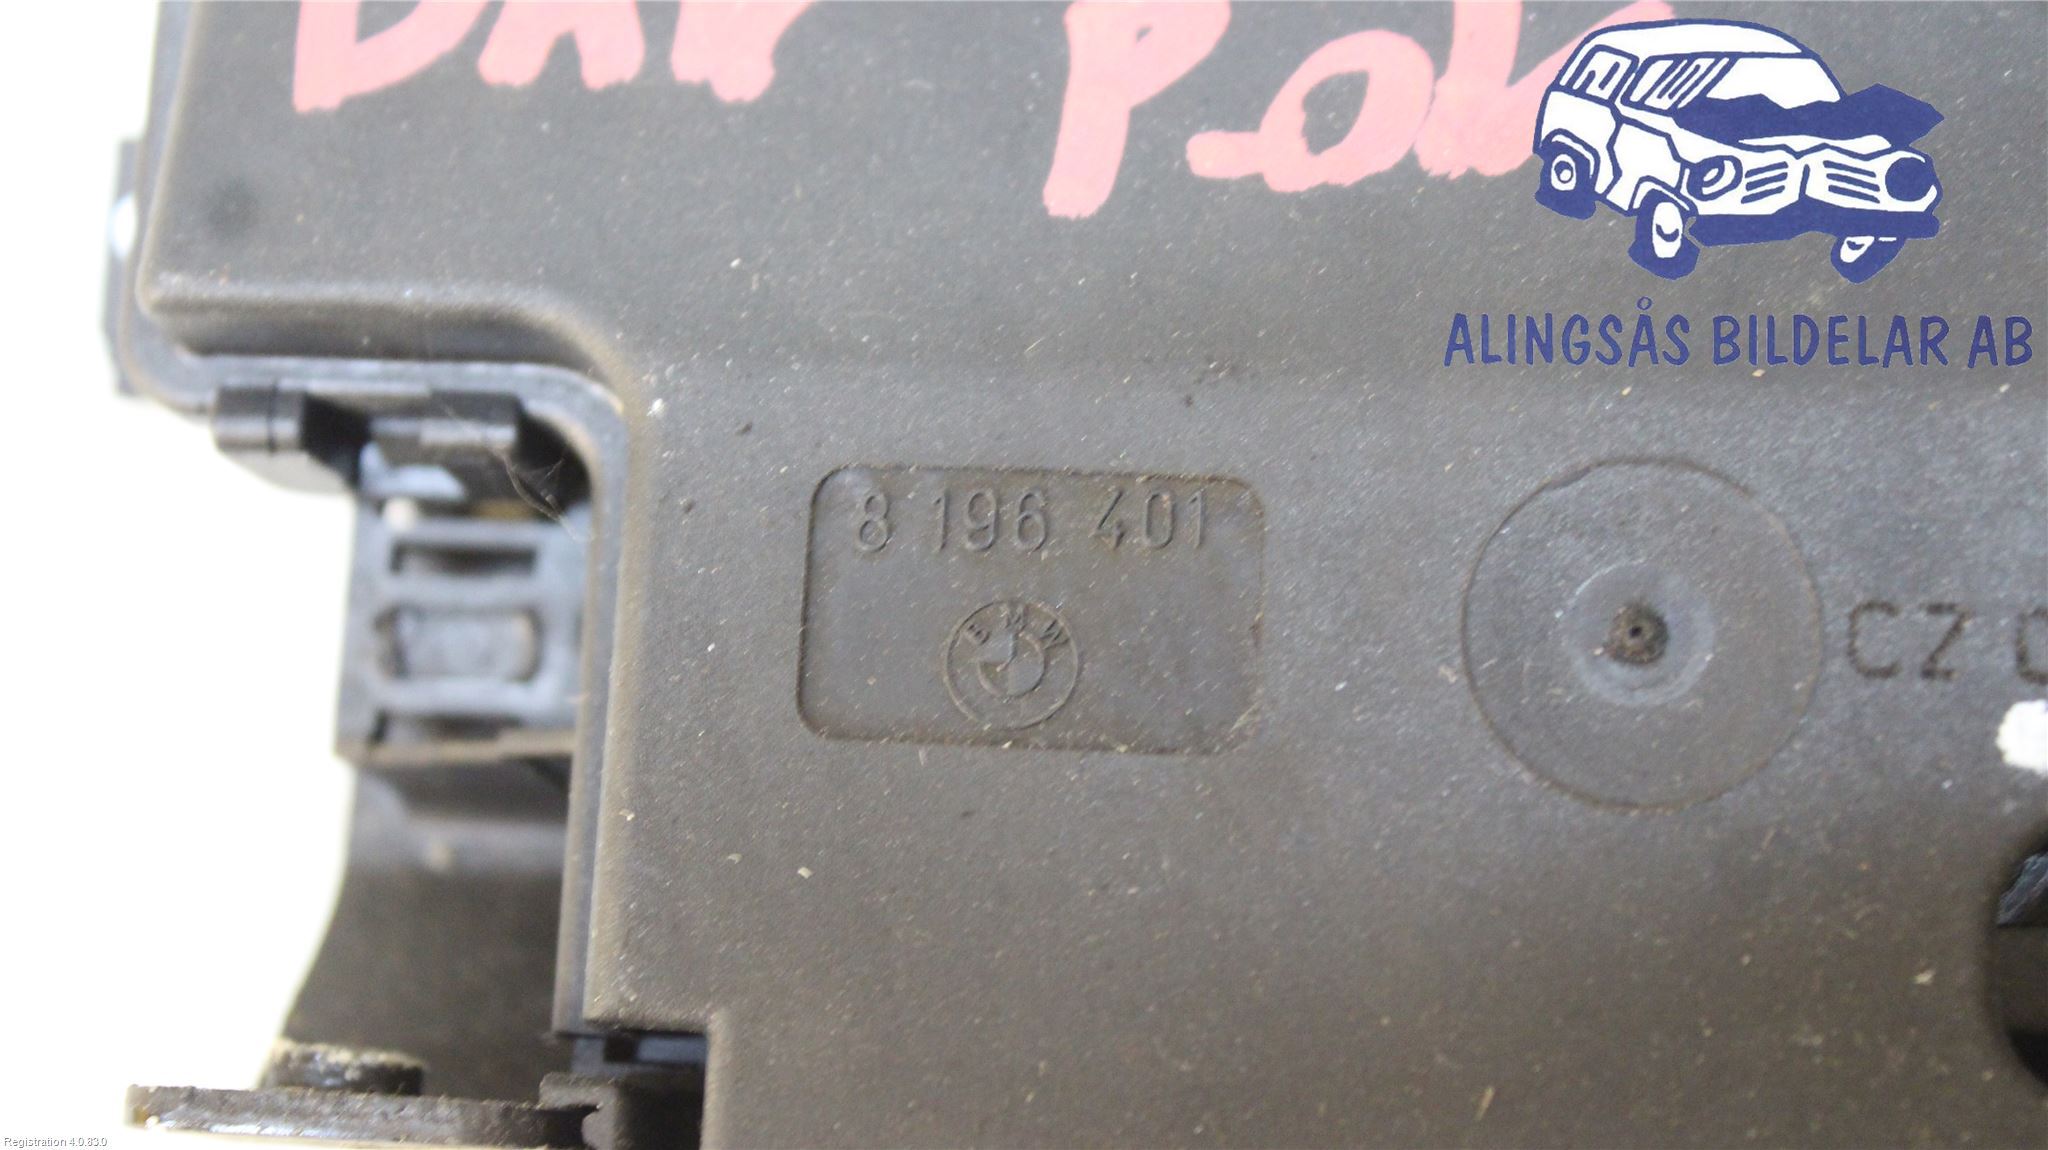 ALINGSÅS BILDELAR AB
8 196 401
BMW
CZ
Registration 4.0.83.0